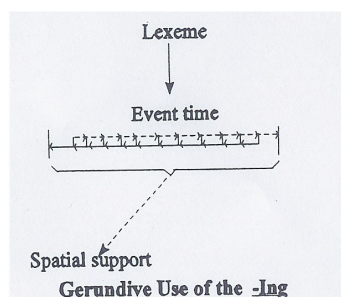 Lexeme
Event time
Spatial support
Gerundive Use of the -Ing